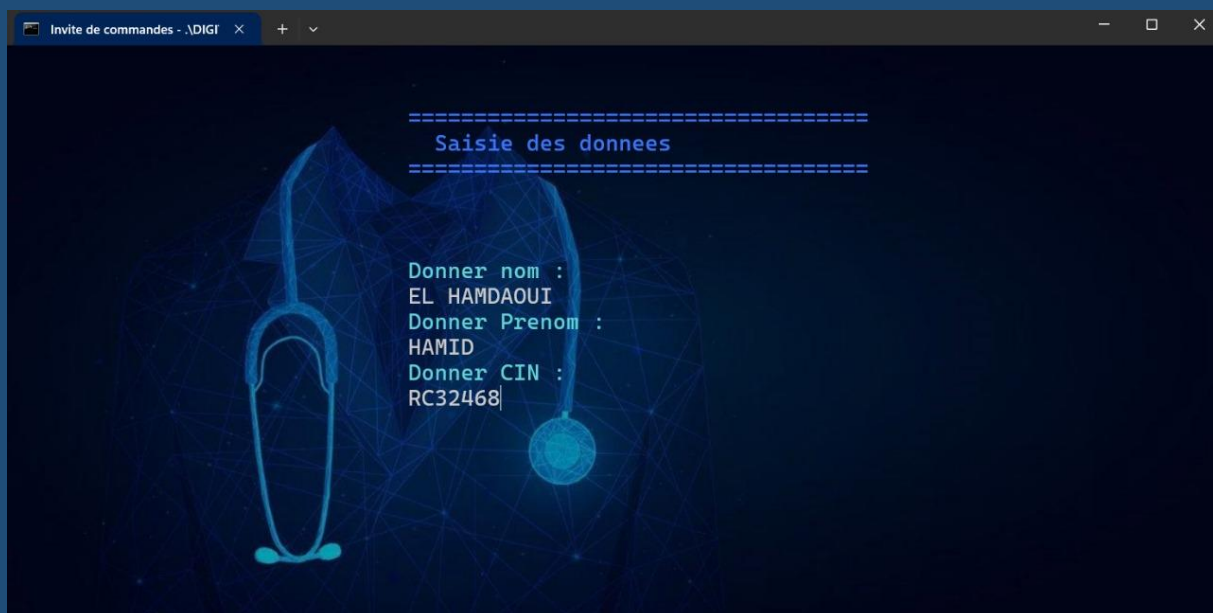 Invite de commandes - .\DIGI
==================================
Saisie des donnees
==================================
Donner nom :
EL HAMDAOUI
Donner Prenom :
HAMID
Donner CIN :
RC32468